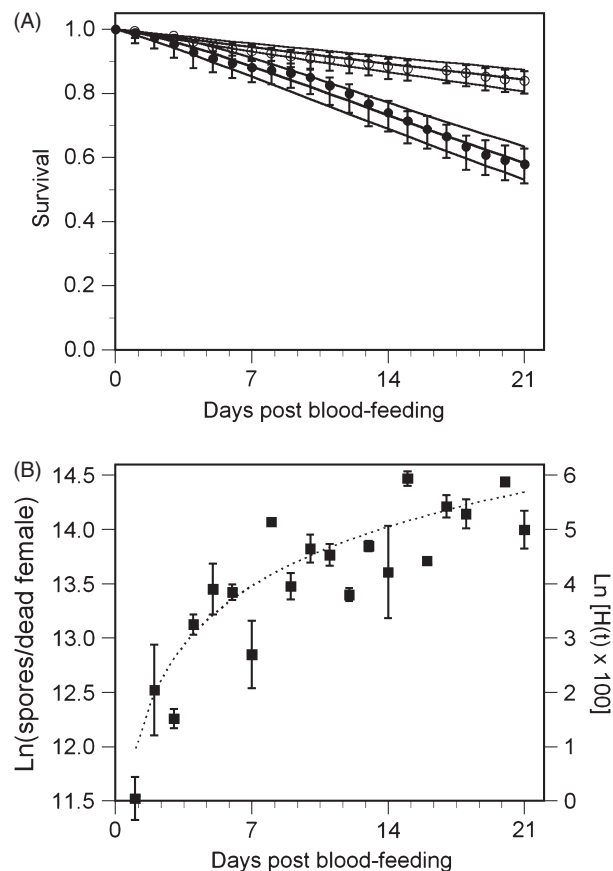 (A)
1.0
0.8
0.6
0.4
0.2
0.0
Survival
0 7 14 21
Days post blood-feeding
(B)
14.5
14.0
13.5
13.0
12.5
12.0
11.5
Ln(spores/dead female)
6
5
4
3
2
1
0
Ln [H(t) x 100]
0 7 14 21
Days post blood-feeding